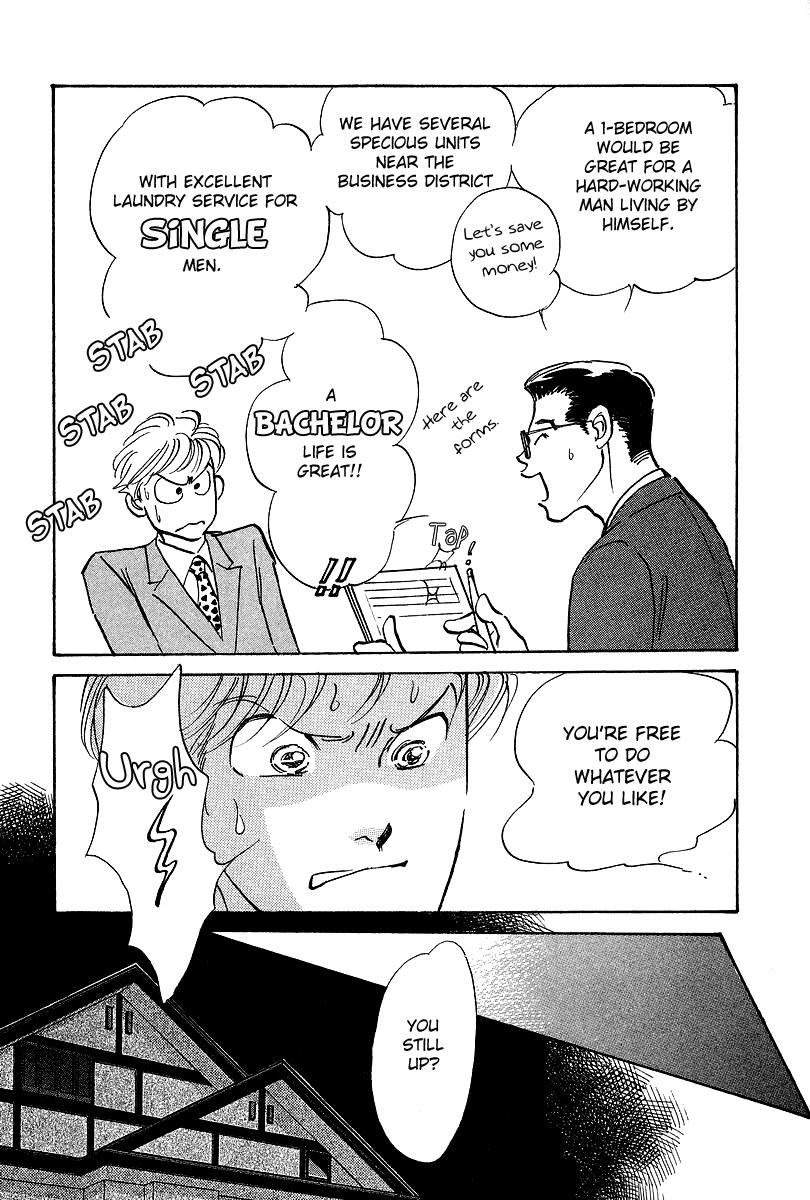 A 1-BEDROOM
WOULD BE
GREAT FOR A
HARD-WORKING
MAN LIVING BY
HIMSELF.
Let's save
you some
money!
WE HAVE SEVERAL
SPECIOUS UNITS
NEAR THE
BUSINESS DISTRICT
WITH EXCELLENT
LAUNDRY SERVICE FOR
SiNGLE
MEN.
STAB
STAB
STAB
STAB
A
BACHELOR
LIFE IS
GREAT!!
Here are
the
forms.
Tap
!
!!
YOU'RE FREE
TO DO
WHATEVER
YOU LIKE!
Urgh
YOU
STILL
UP?